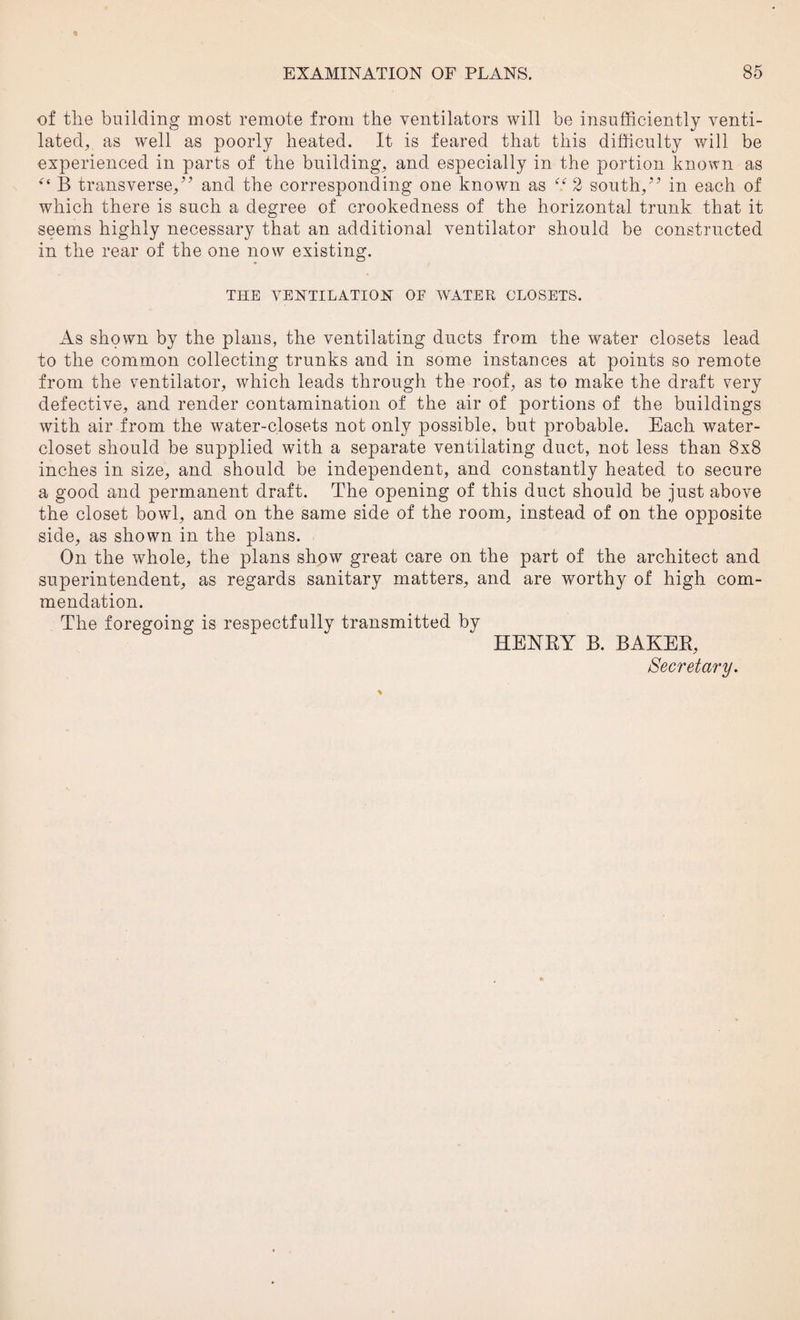 EXAMINATION OF PLANS. 85
of the building most remote from the ventilators will be insufficiently venti-
lated, as well as poorly heated. It is feared that this difficulty will be
experienced in parts of the building, and especially in the portion known as
“ B transverse,” and the corresponding one known as “ 2 south,” in each of
which there is such a degree of crookedness of the horizontal trunk that it
seems highly necessary that an additional ventilator should be constructed
in the rear of the one now existing.
THE VENTILATION OF WATER CLOSETS.
As shown by the plans, the ventilating ducts from the water closets lead
to the common collecting trunks and in some instances at points so remote
from the ventilator, which leads through the roof, as to make the draft very
defective, and render contamination of the air of portions of the buildings
with air from the water-closets not only possible, but probable. Each water-
closet should be supplied with a separate ventilating duct, not less than 8x8
inches in size, and should be independent, and constantly heated to secure
a good and permanent draft. The opening of this duct should be just above
the closet bowl, and on the same side of the room, instead of on the opposite
side, as shown in the plans.
On the whole, the plans show great care on the part of the architect and
superintendent, as regards sanitary matters, and are worthy of high com-
mendation.
The foregoing is respectfully transmitted by
HENRY B. BAKER,
Secretary.